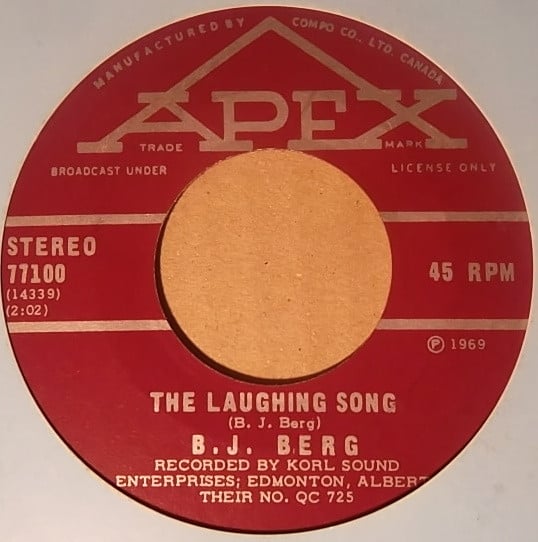 MANUFACTURED BY COMPO CO., LTD. CANADA
APEX
TRADE MARK
BROADCAST UNDER LICENSE ONLY
STEREO
77100
45 RPM
(14339)
(2:02)
℗ 1969
THE LAUGHING SONG
(B. J. Berg)
B.J. BERG
RECORDED BY KORL SOUND
ENTERPRISES; EDMONTON, ALBERT
THEIR NO. QC 725